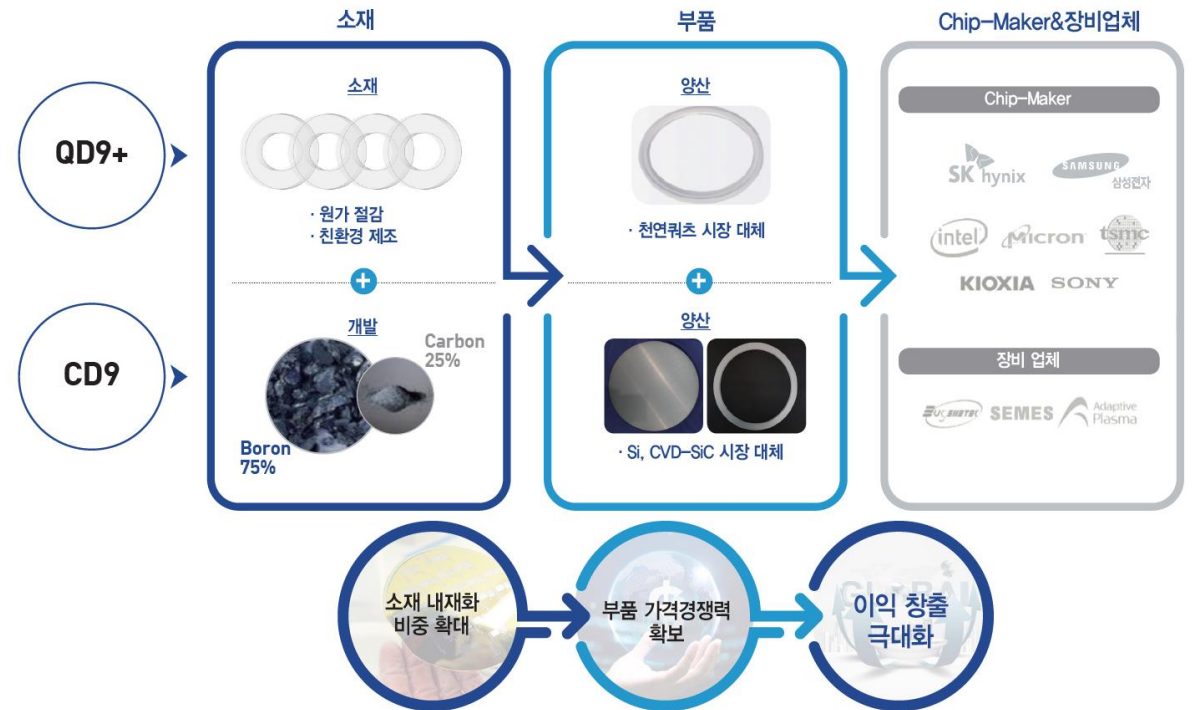 소재
부품
Chip-Maker&장비업체
QD9+
소재
· 원가 절감
· 친환경 제조
양산
· 천연쿼츠 시장 대체
Chip-Maker
SK hynix
SAMSUNG
삼성전자
intel
Micron
tsmc
KIOXIA
SONY
CD9
개발
Carbon
25%
Boron
75%
양산
· Si, CVD-SiC 시장 대체
장비 업체
EUGENETEC
SEMES
Adaptive
Plasma
소재 내재화
비중 확대
부품 가격경쟁력
확보
GLOBAL
이익 창출
극대화